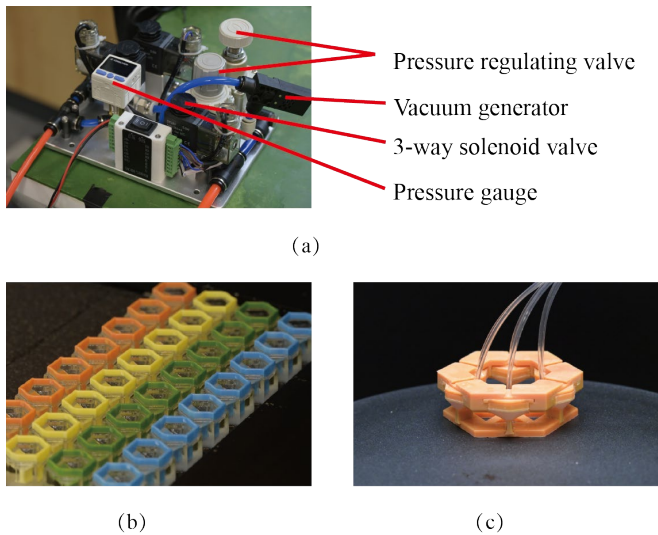 Pressure regulating valve
Vacuum generator
3-way solenoid valve
Pressure gauge
(a)
(b)
(c)